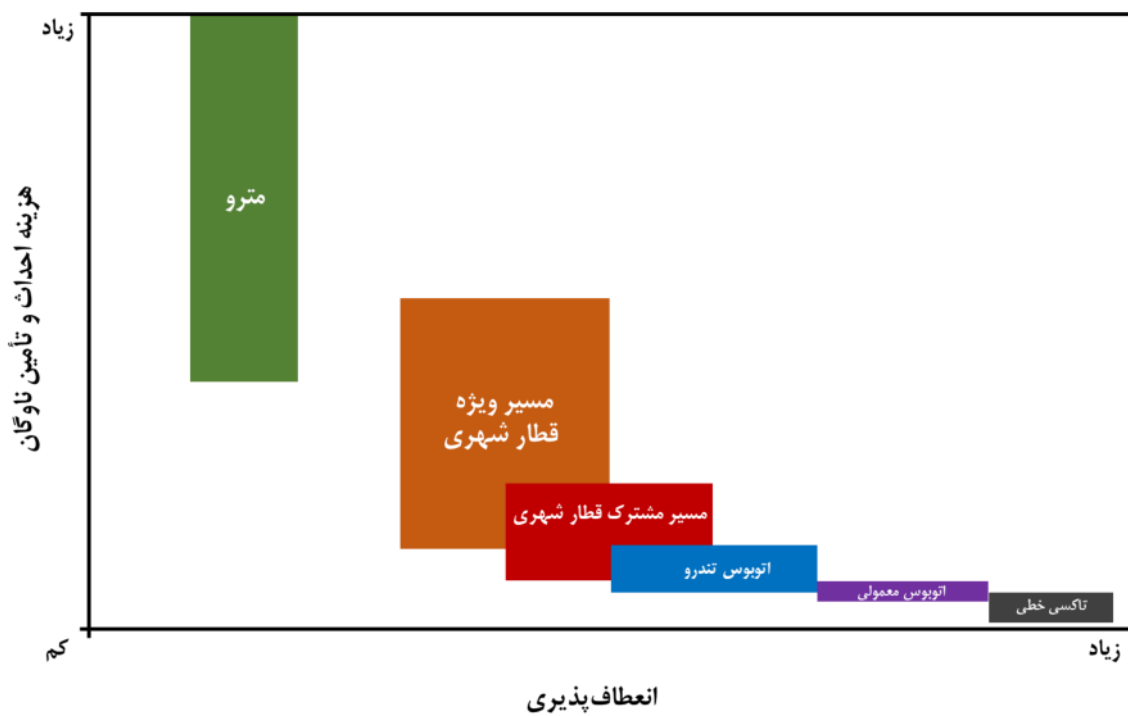 زیاد
هزینه احداث و تأمین ناوگان
مترو
مسیر ویژه
قطار شهری
مسیر مشترک قطار شهری
اتوبوس تندرو
اتوبوس معمولی
تاکسی خطی
کم
زیاد
انعطاف‌پذیری